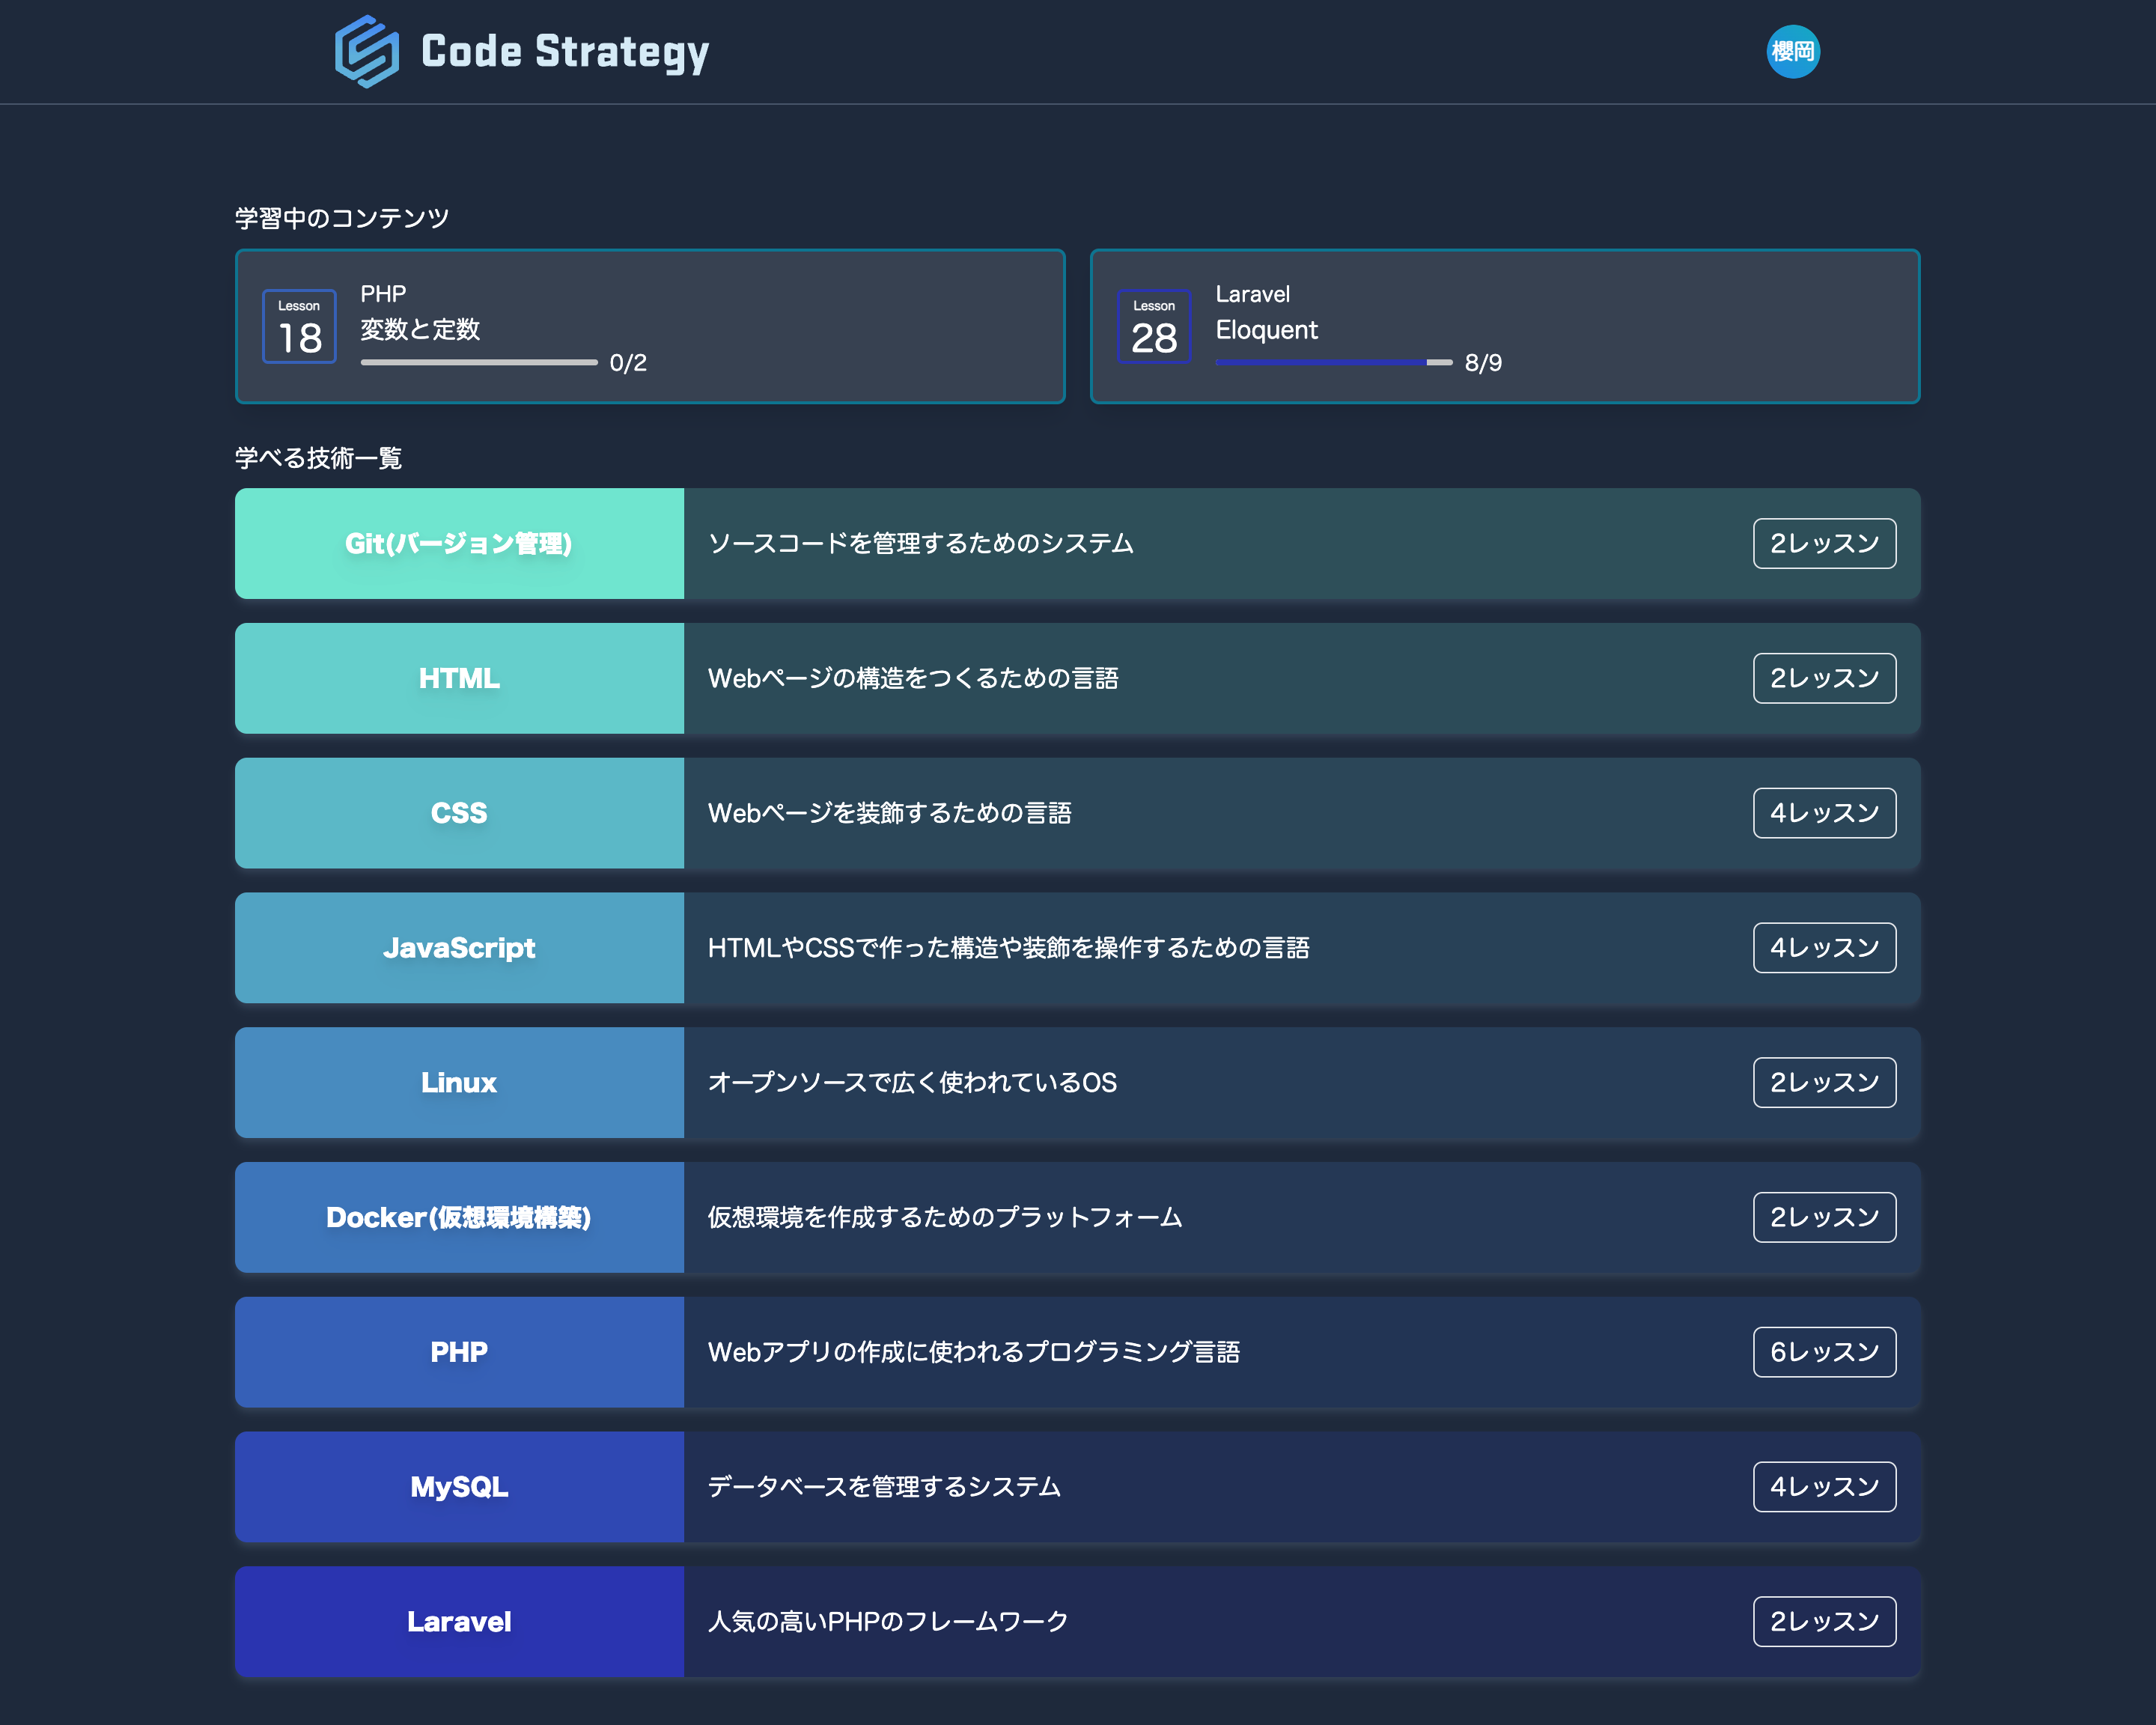 Code Strategy
櫻岡
学習中のコンテンツ
Lesson
18
PHP
変数と定数
0/2
Lesson
28
Laravel
Eloquent
8/9
学べる技術一覧
Git(バージョン管理) ソースコードを管理するためのシステム 2レッスン
HTML Webページの構造をつくるための言語 2レッスン
CSS Webページを装飾するための言語 4レッスン
JavaScript HTMLやCSSで作った構造や装飾を操作するための言語 4レッスン
Linux オープンソースで広く使われているOS 2レッスン
Docker(仮想環境構築) 仮想環境を作成するためのプラットフォーム 2レッスン
PHP Webアプリの作成に使われるプログラミング言語 6レッスン
MySQL データベースを管理するシステム 4レッスン
Laravel 人気の高いPHPのフレームワーク 2レッスン